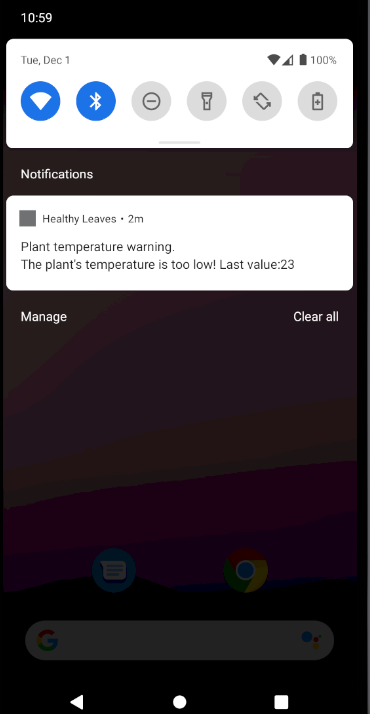 10:59
Tue, Dec 1
100%
Notifications
Healthy Leaves • 2m
Plant temperature warning.
The plant's temperature is too low! Last value:23
Manage
Clear all